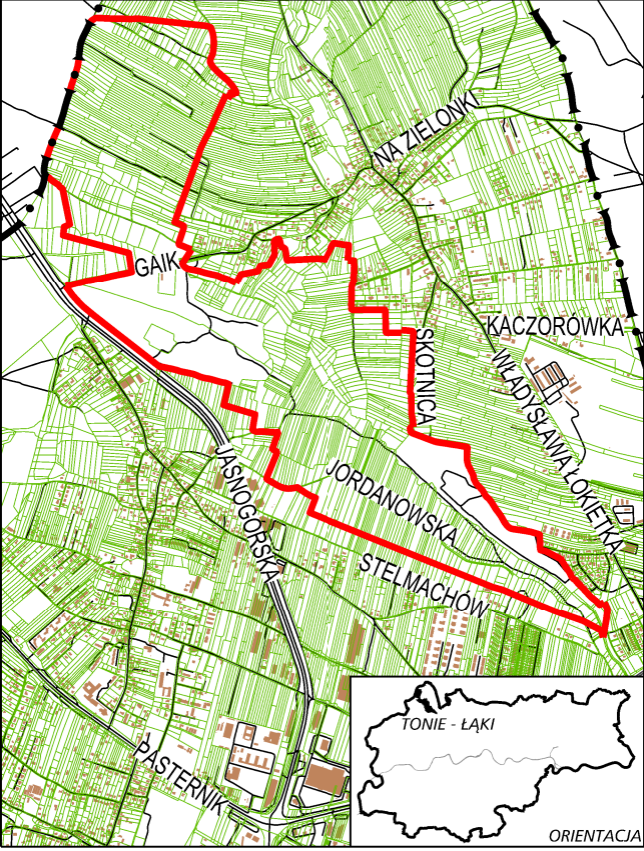 NA ZIELONKI
GAIK
KACZORÓWKA
SKOTNICA
WŁADYSŁAWA ŁOKIETKA
JASNOGÓRSKA
JORDANOWSKA
STELMACHÓW
PASTERNIK
TONIE - ŁĄKI
ORIENTACJA